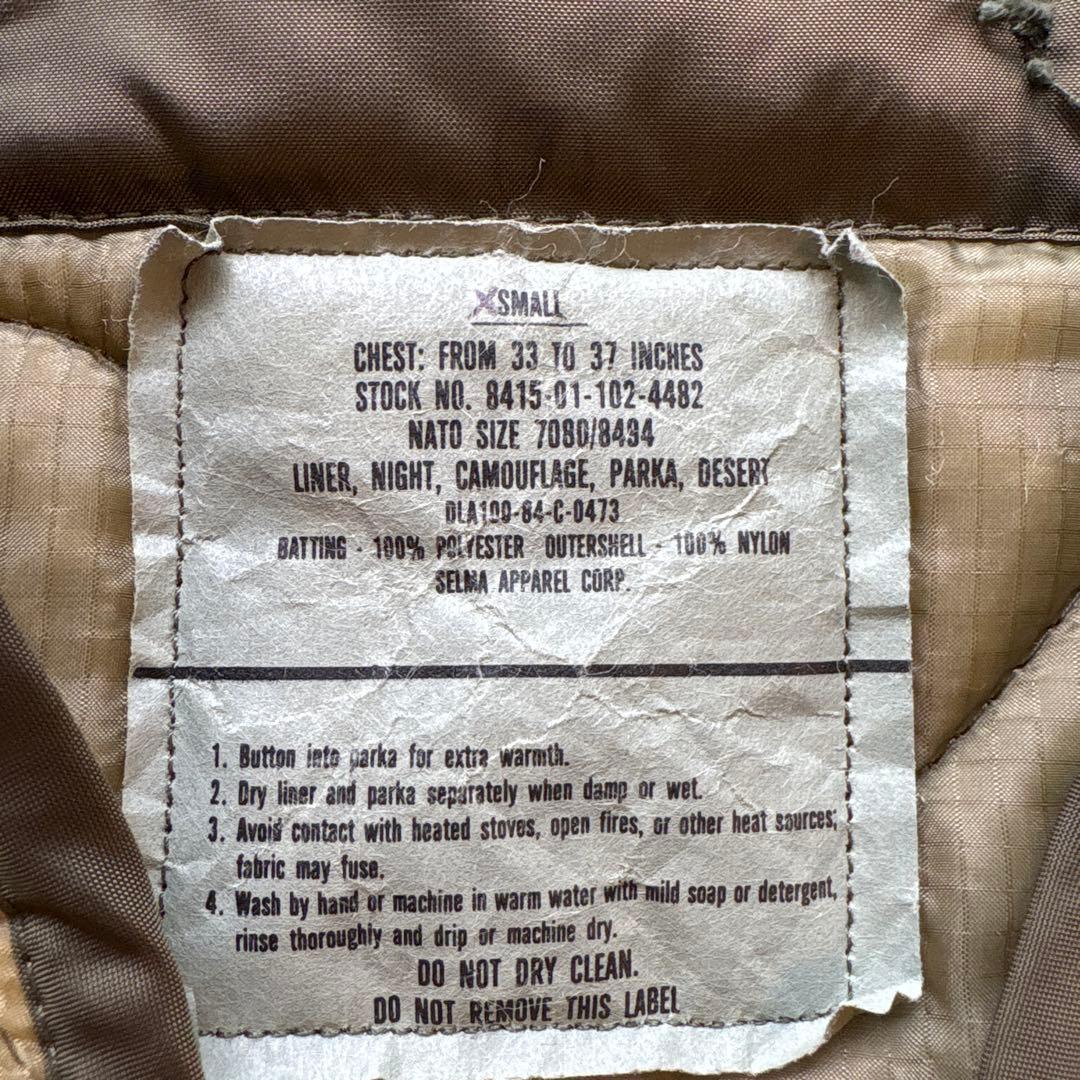 XSMALL
CHEST: FROM 33 TO 37 INCHES
STOCK NO. 8415-01-102-4482
NATO SIZE 7080/8494
LINER, NIGHT, CAMOUFLAGE, PARKA, DESERT
DLA100-84-C-0473
BATTING - 100% POLYESTER OUTERSHELL - 100% NYLON
SELMA APPAREL CORP.
1. Button into parka for extra warmth.
2. Dry liner and parka separately when damp or wet.
3. Avoid contact with heated stoves, open fires, or other heat sources;
fabric may fuse.
4. Wash by hand or machine in warm water with mild soap or detergent,
rinse thoroughly and drip or machine dry.
DO NOT DRY CLEAN.
DO NOT REMOVE THIS LABEL